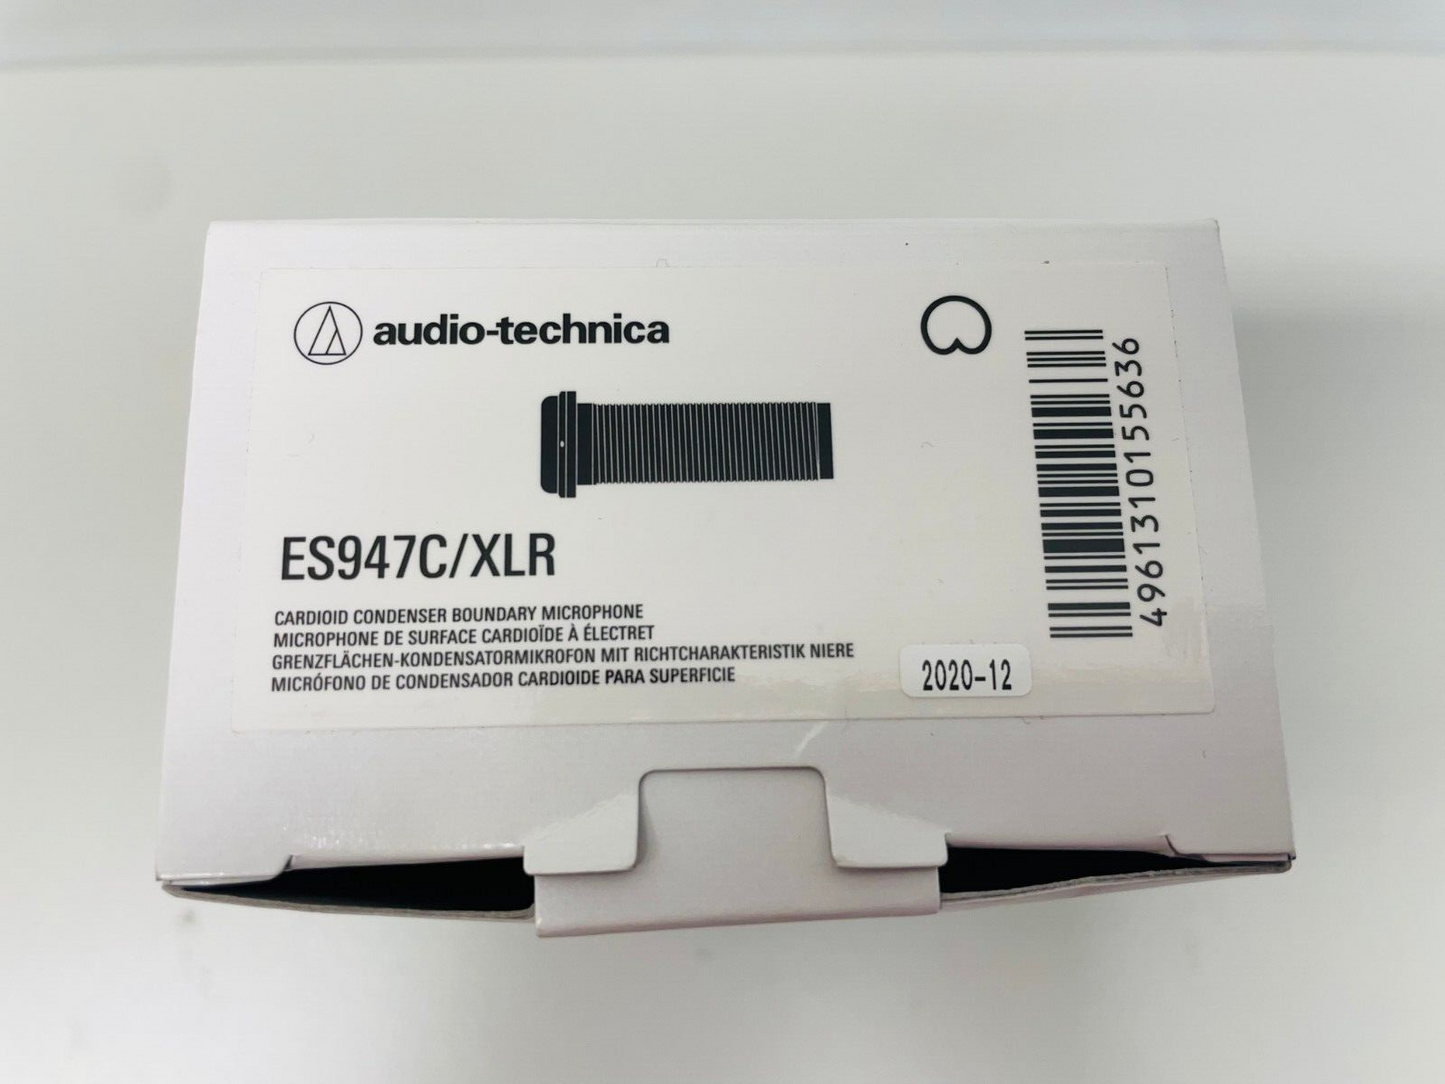 audio-technica
4961310155636
ES947C/XLR
CARDIOID CONDENSER BOUNDARY MICROPHONE
MICROPHONE DE SURFACE CARDIOÏDE À ÉLECTRET
GRENZFLÄCHEN-KONDENSATORMIKROFON MIT RICHTCHARAKTERISTIK NIERE
MICRÓFONO DE CONDENSADOR CARDIOIDE PARA SUPERFICIE
2020-12